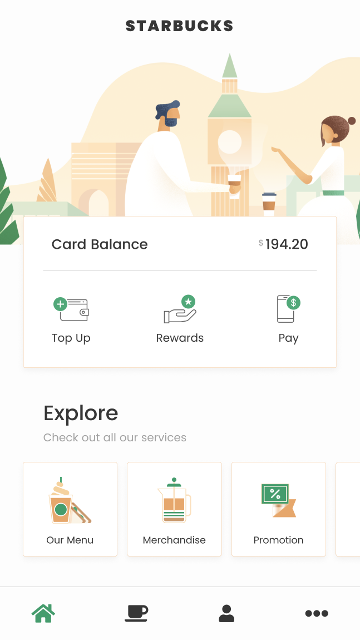 STARBUCKS
Card Balance
$ 194.20
Top Up
Rewards
Pay
Explore
Check out all our services
Our Menu
Merchandise
Promotion